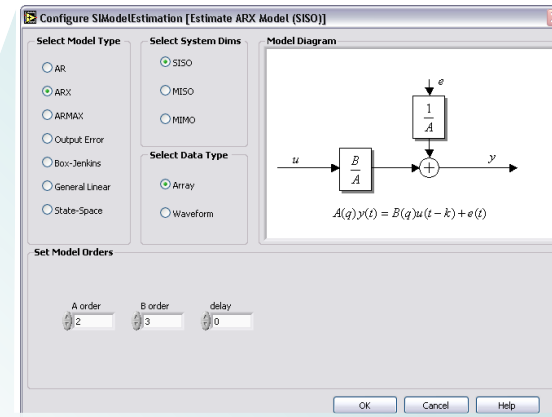 Configure SIModelEstimation [Estimate ARX Model (SISO)]
Select Model Type
AR
ARX
ARMAX
Output Error
Box-Jenkins
General Linear
State-Space
Select System Dims
SISO
MISO
MIMO
Select Data Type
Array
Waveform
Model Diagram
e
1
A
u
B
A
+
y
A(q)y(t) = B(q)u(t − k) + e(t)
Set Model Orders
A order
2
B order
3
delay
0
OK
Cancel
Help